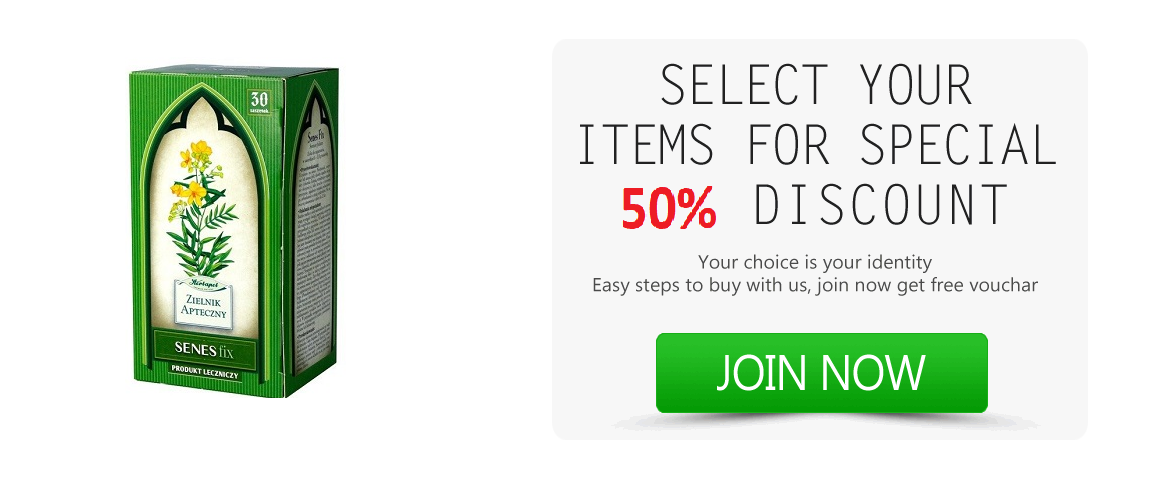 30
saszetek
Senes Fix
Herbapol
ZIELNIK
APTECZNY
SENES fix
PRODUKT LECZNICZY
SELECT YOUR
ITEMS FOR SPECIAL
50% DISCOUNT
Your choice is your identity
Easy steps to buy with us, join now get free vouchar
JOIN NOW